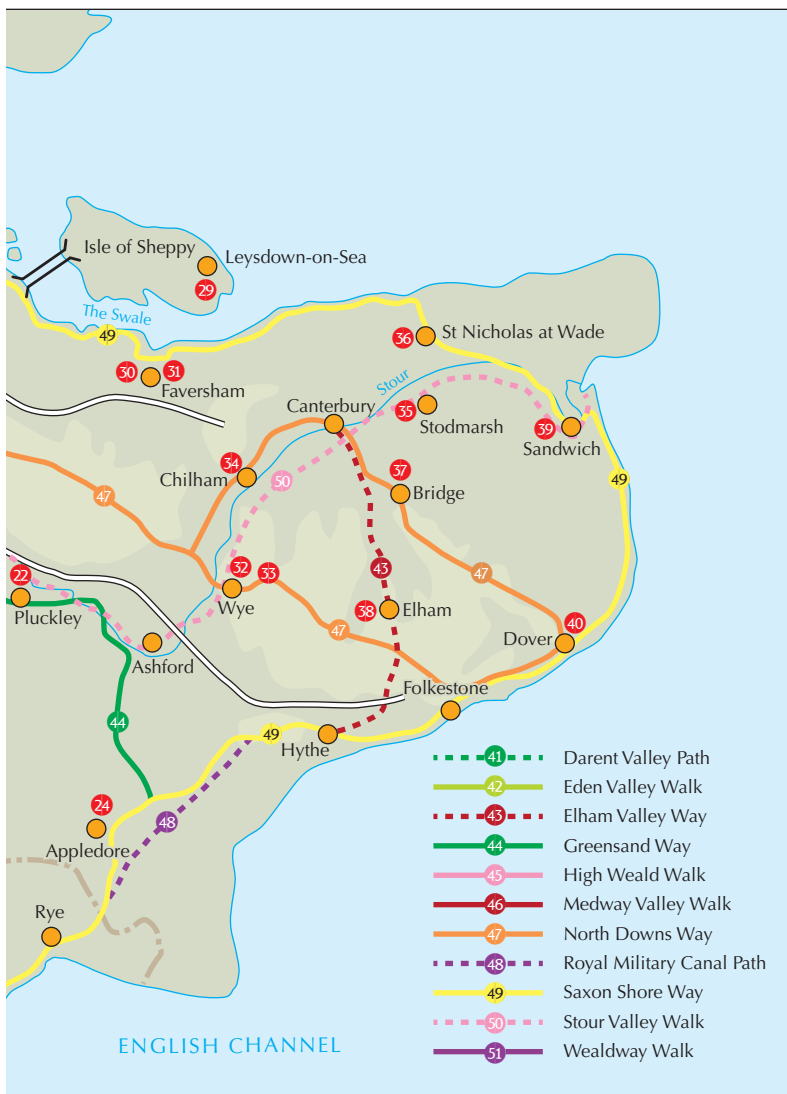 Isle of Sheppy
Leysdown-on-Sea
29
The Swale
49
36
St Nicholas at Wade
30
31
Faversham
Stour
Canterbury
35
Stodmarsh
39
Sandwich
34
Chilham
50
37
Bridge
49
47
22
Pluckley
32
33
Wye
43
47
38
Elham
47
40
Dover
Ashford
Folkestone
44
49
Hythe
24
Appledore
48
Rye
41 Darent Valley Path
42 Eden Valley Walk
43 Elham Valley Way
44 Greensand Way
45 High Weald Walk
46 Medway Valley Walk
47 North Downs Way
48 Royal Military Canal Path
49 Saxon Shore Way
50 Stour Valley Walk
51 Wealdway Walk
ENGLISH CHANNEL